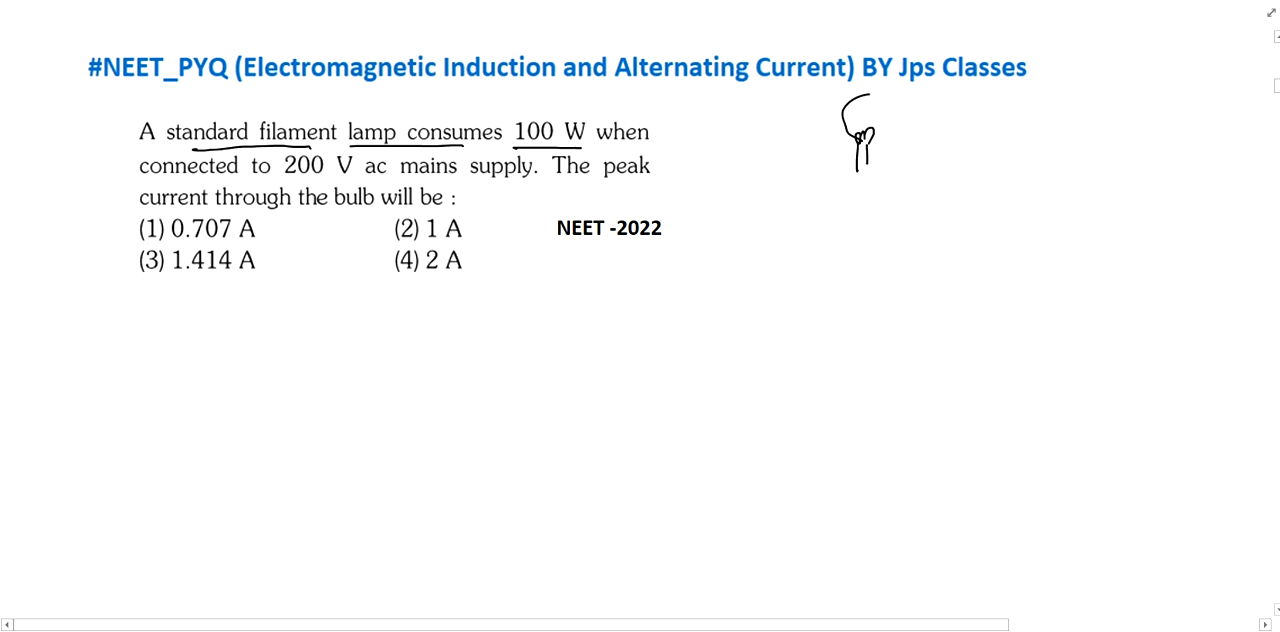 #NEET_PYQ (Electromagnetic Induction and Alternating Current) BY Jps Classes
A standard filament lamp consumes 100 W when
connected to 200 V ac mains supply. The peak
current through the bulb will be :
(1) 0.707 A (2) 1 A NEET -2022
(3) 1.414 A (4) 2 A